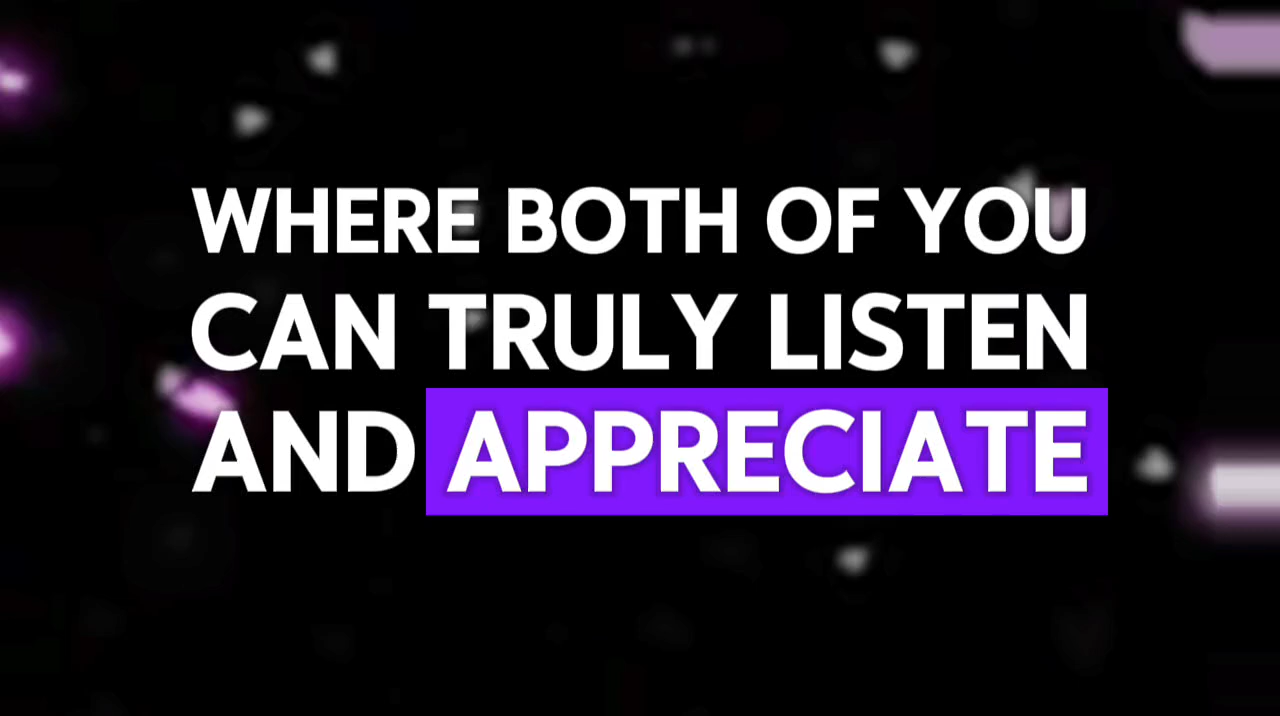 WHERE BOTH OF YOU
CAN TRULY LISTEN
AND APPRECIATE